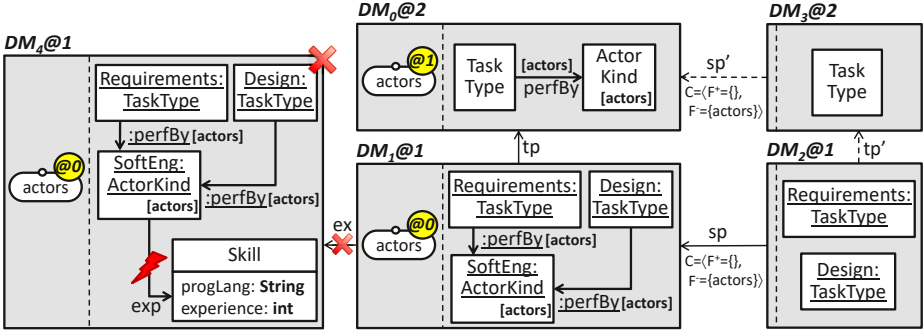 DM₄@1
@0
actors
Requirements:
TaskType
Design:
TaskType
:perfBy[actors]
SoftEng:
ActorKind
[actors]
:perfBy[actors]
exp
Skill
progLang: String
experience: int
ex
DM₀@2
@1
actors
Task
Type
[actors]
perfBy
Actor
Kind
[actors]
sp'
C=⟨F⁺={},
F⁻={actors}⟩
DM₃@2
Task
Type
tp
tp'
DM₁@1
@0
actors
Requirements:
TaskType
Design:
TaskType
:perfBy[actors]
SoftEng:
ActorKind
[actors]
:perfBy[actors]
sp
C=⟨F⁺={},
F⁻={actors}⟩
DM₂@1
Requirements:
TaskType
Design:
TaskType